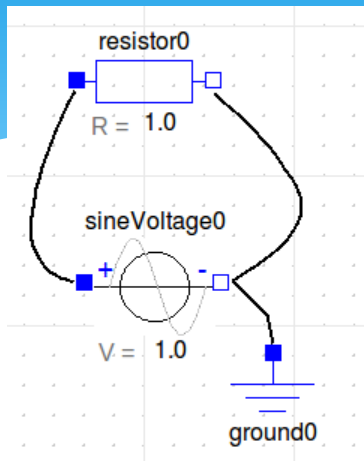 resistor0
R = 1.0
sineVoltage0
+ -
V = 1.0
ground0